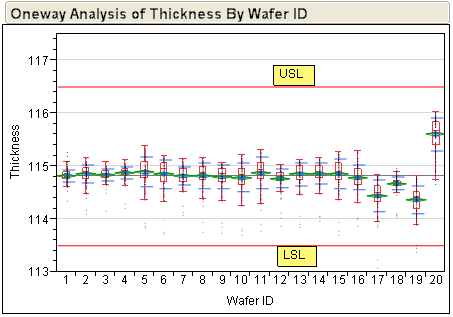 Oneway Analysis of Thickness By Wafer ID
117
USL
116
Thickness
115
114
LSL
113
1 2 3 4 5 6 7 8 9 10 11 12 13 14 15 16 17 18 19 20
Wafer ID